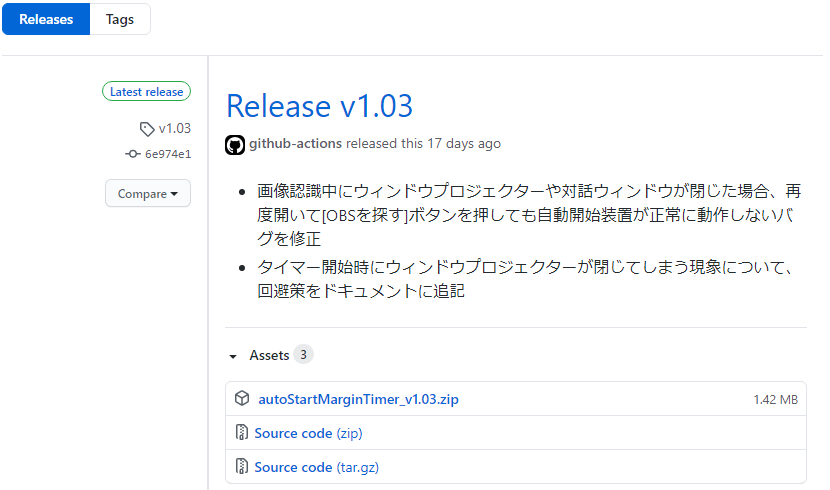 Releases
Tags
Latest release
v1.03
6e974e1
Compare
Release v1.03
github-actions released this 17 days ago
画像認識中にウィンドウプロジェクターや対話ウィンドウが閉じた場合、再
度開いて[OBSを探す]ボタンを押しても自動開始装置が正常に動作しないバ
グを修正
タイマー開始時にウィンドウプロジェクターが閉じてしまう現象について、
回避策をドキュメントに追記
Assets 3
autoStartMarginTimer_v1.03.zip 1.42 MB
Source code (zip)
Source code (tar.gz)